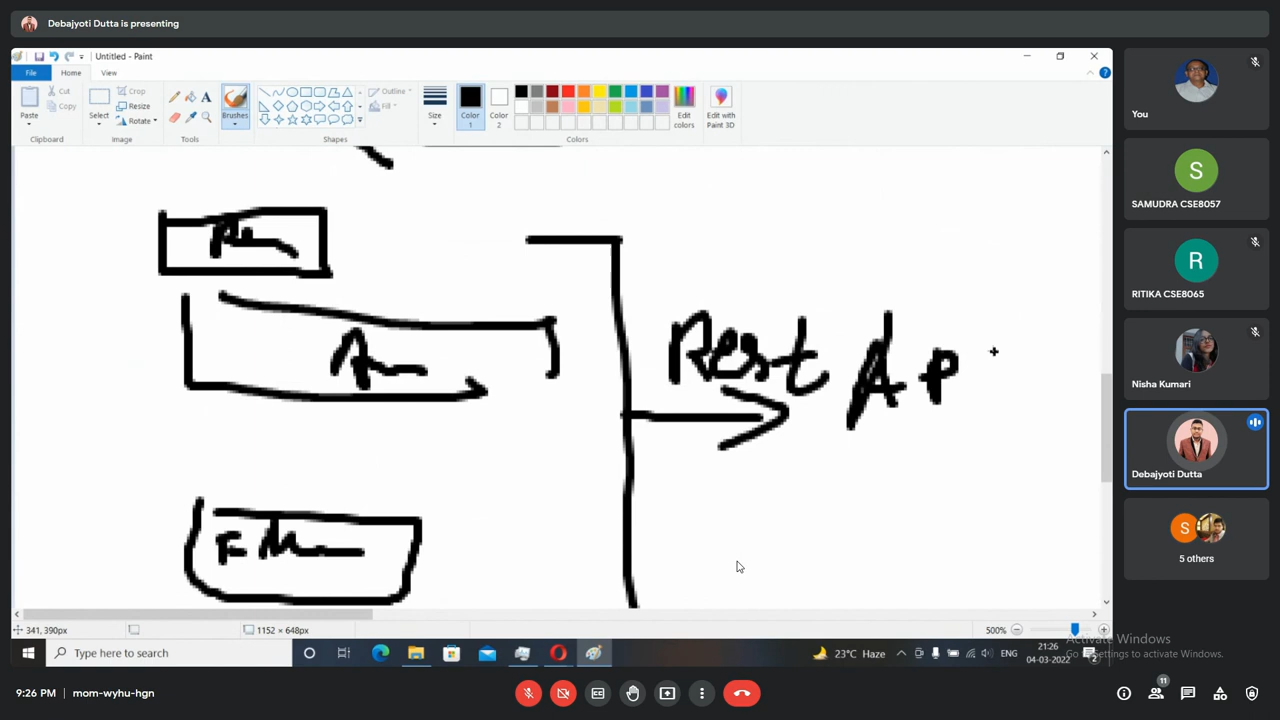 Debajyoti Dutta is presenting
Untitled - Paint
File Home View
Paste
Cut
Copy
Clipboard
Select
Crop
Resize
Rotate
Image
A
Tools
Brushes
Shapes
Outline
Fill
Size
Color 1
Color 2
Colors
Edit colors
Edit with Paint 3D
Rest AP
341, 390px
1152 × 648px
500%
Activate Windows
Go to Settings to activate Windows.
Type here to search
23°C Haze
ENG
21:26
04-03-2022
2
You
S
SAMUDRA CSE8057
R
RITIKA CSE8065
Nisha Kumari
Debajyoti Dutta
S
5 others
9:26 PM | mom-wyhu-hgn
11